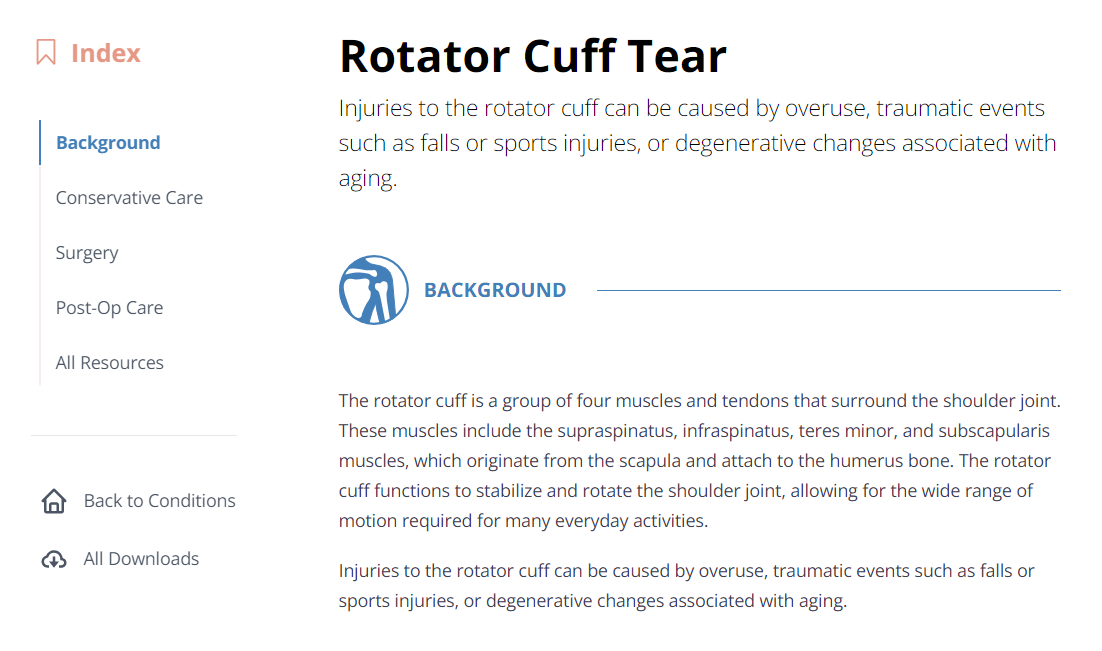 Index
Background
Conservative Care
Surgery
Post-Op Care
All Resources
Back to Conditions
All Downloads
Rotator Cuff Tear
Injuries to the rotator cuff can be caused by overuse, traumatic events
such as falls or sports injuries, or degenerative changes associated with
aging.
BACKGROUND
The rotator cuff is a group of four muscles and tendons that surround the shoulder joint.
These muscles include the supraspinatus, infraspinatus, teres minor, and subscapularis
muscles, which originate from the scapula and attach to the humerus bone. The rotator
cuff functions to stabilize and rotate the shoulder joint, allowing for the wide range of
motion required for many everyday activities.
Injuries to the rotator cuff can be caused by overuse, traumatic events such as falls or
sports injuries, or degenerative changes associated with aging.